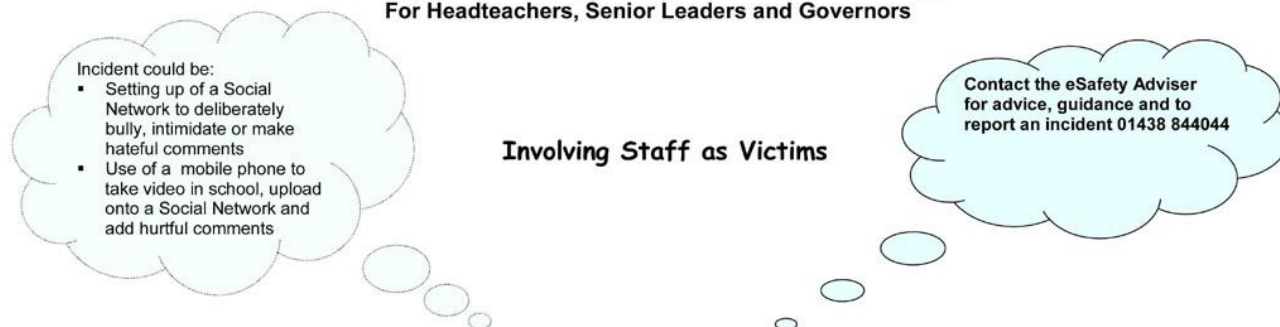 For Headteachers, Senior Leaders and Governors
Incident could be:
▪ Setting up of a Social
Network to deliberately
bully, intimidate or make
hateful comments
▪ Use of a mobile phone to
take video in school, upload
onto a Social Network and
add hurtful comments
Involving Staff as Victims
Contact the eSafety Adviser
for advice, guidance and to
report an incident 01438 844044